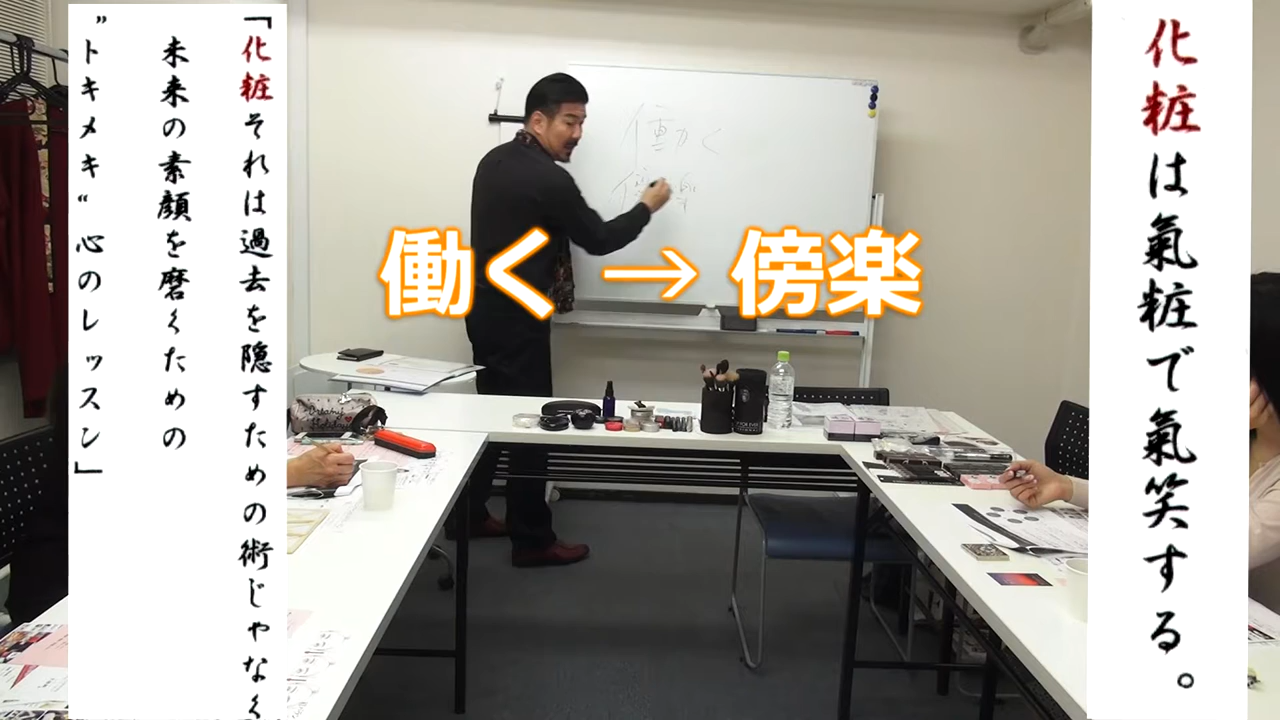 「化粧それは過去を隠すための術じゃなく
未来の素顔を磨くための
”トキメキ“心のレッスン」
働く
働く → 傍楽
化粧は氣粧で氣笑する。